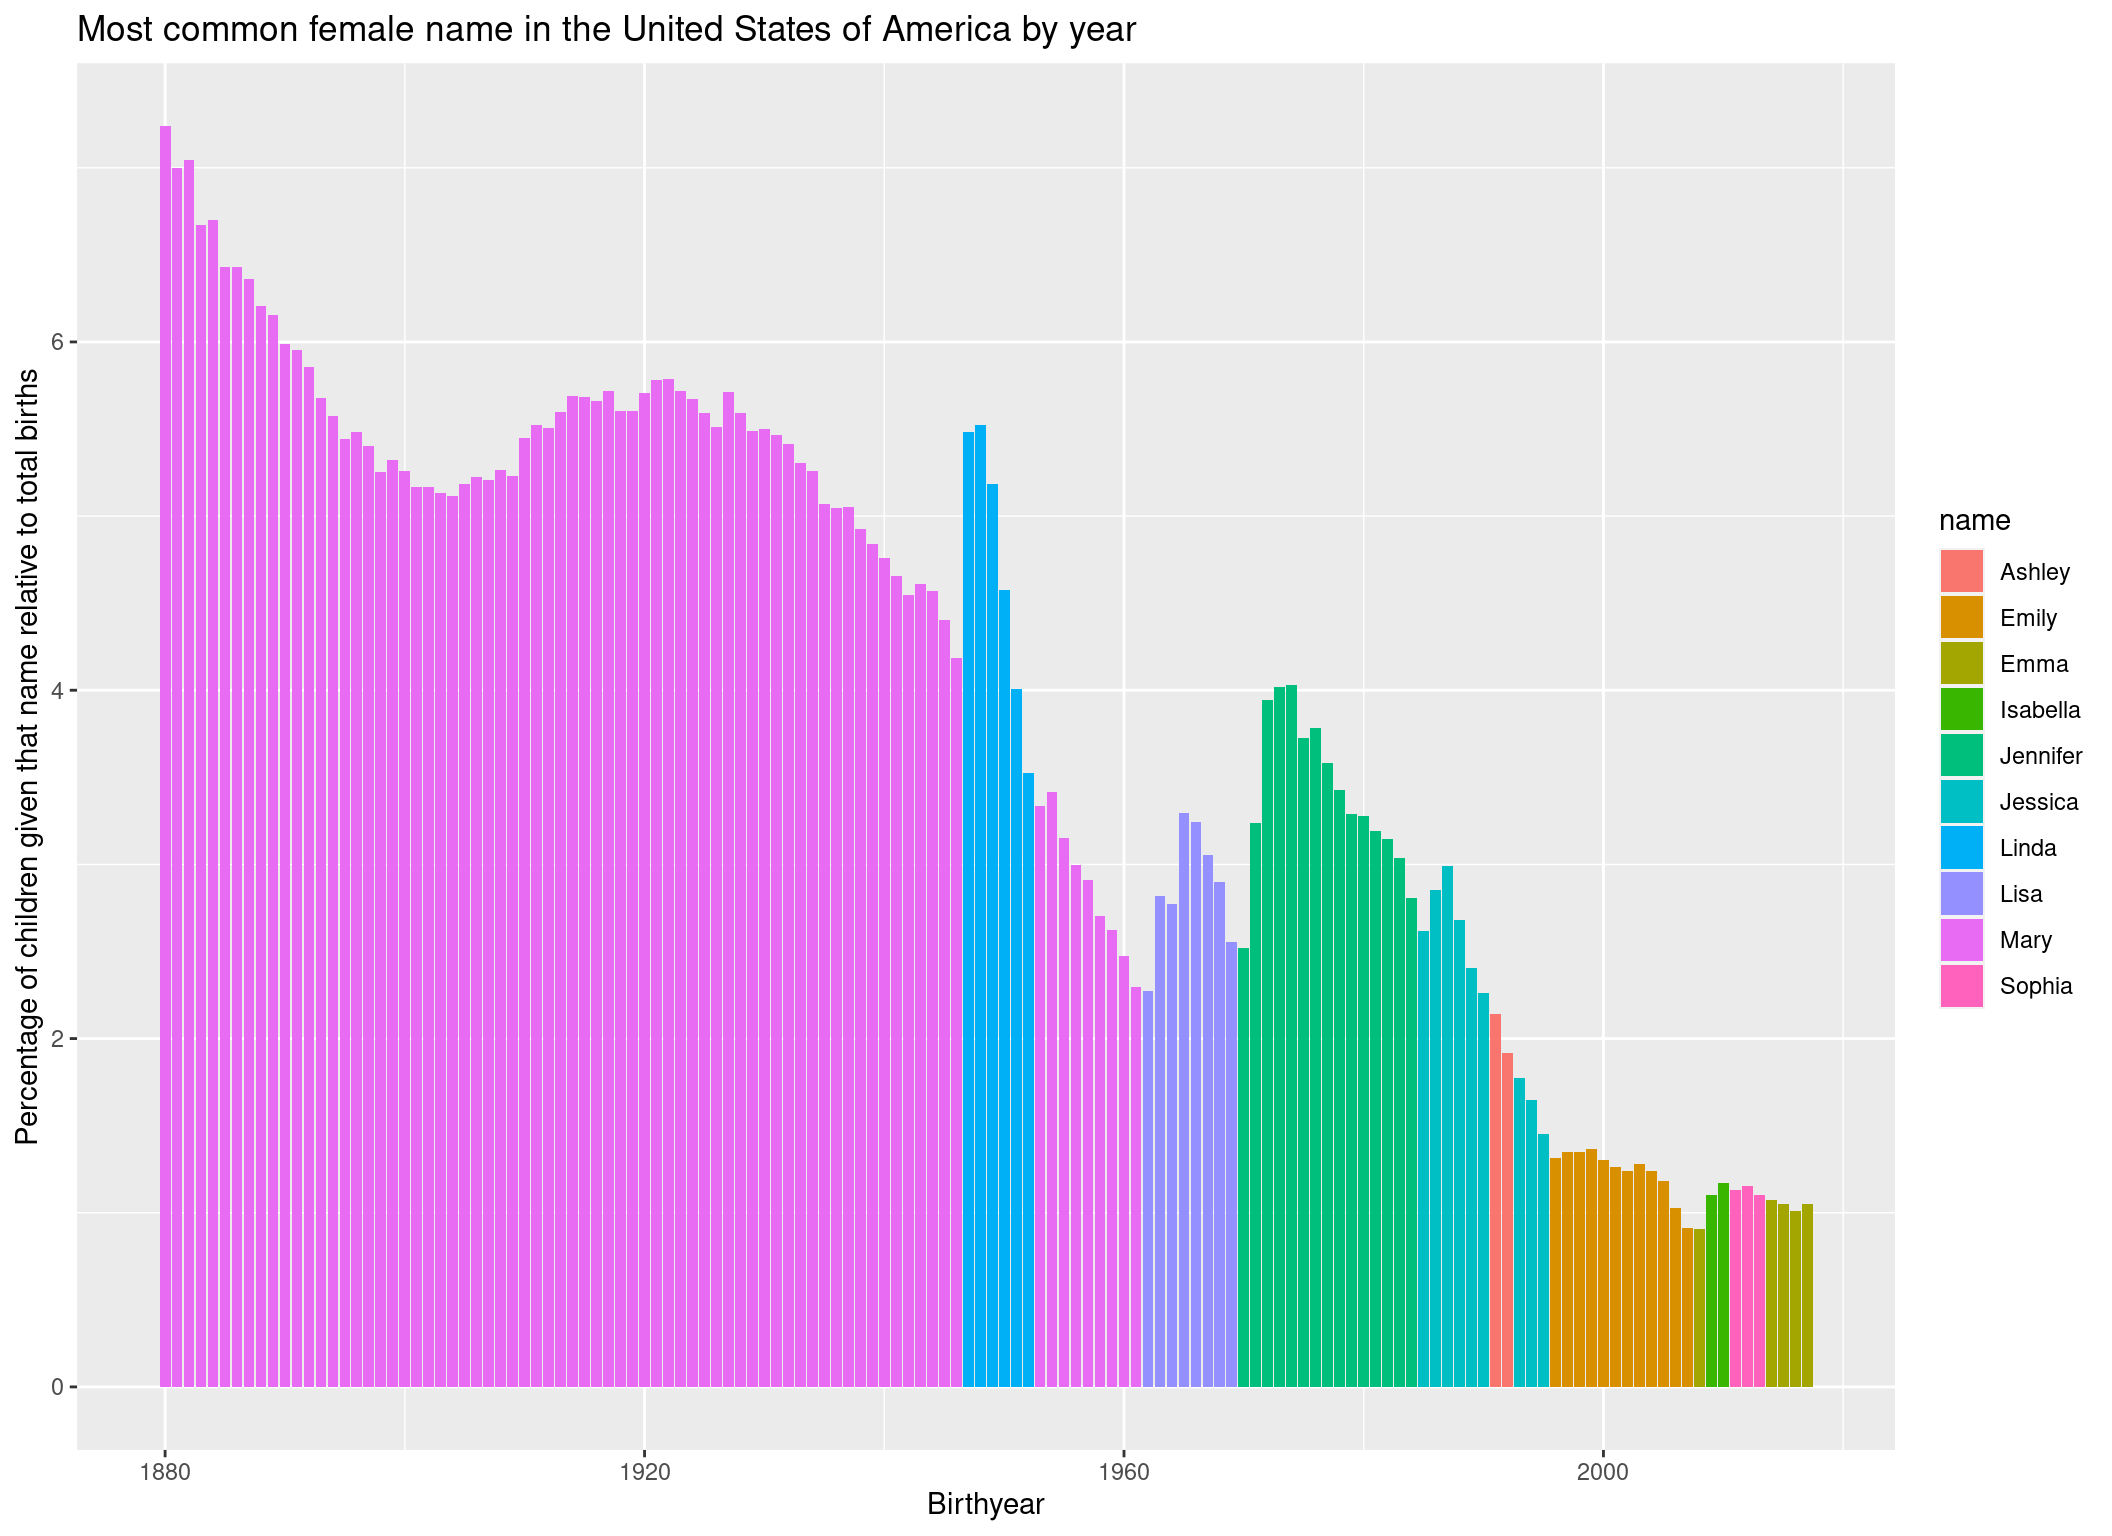 Most common female name in the United States of America by year
Percentage of children given that name relative to total births
6
4
2
0
1880
1920
1960
2000
Birthyear
name
Ashley
Emily
Emma
Isabella
Jennifer
Jessica
Linda
Lisa
Mary
Sophia